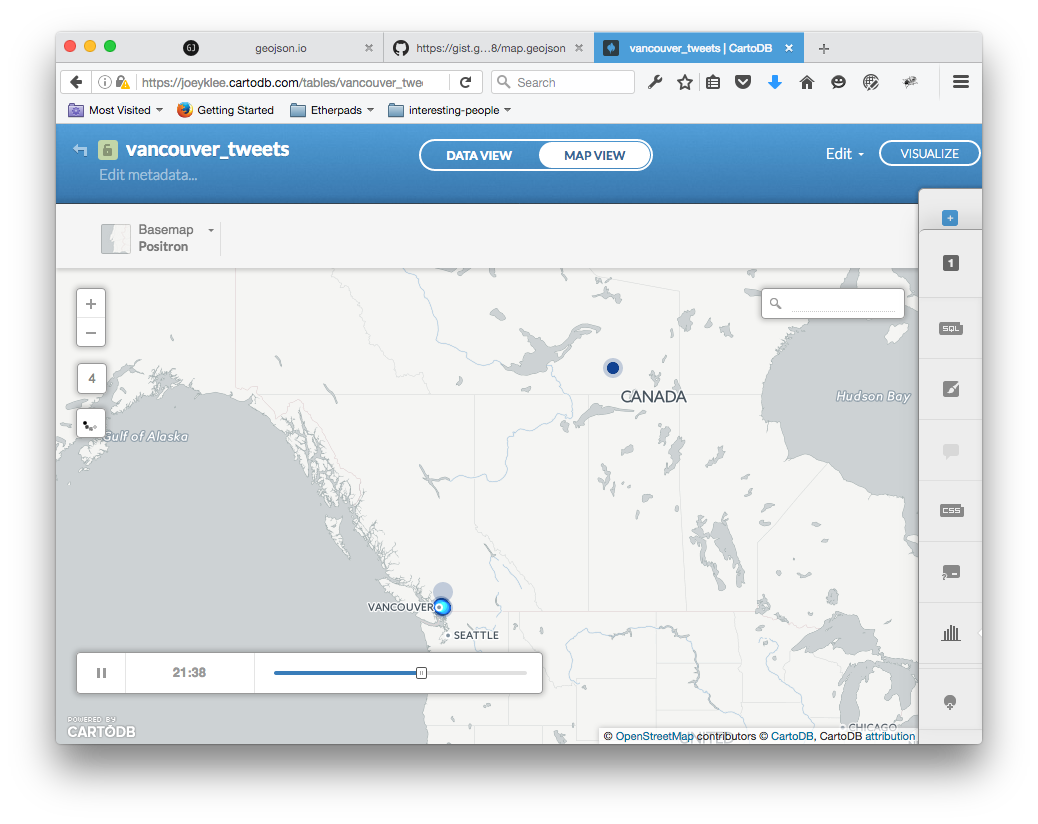 GJ geojson.io
https://gist.g…8/map.geojson
vancouver_tweets | CartoDB
https://joeyklee.cartodb.com/tables/vancouver_twe
Search
Most Visited
Getting Started
Etherpads
interesting-people
vancouver_tweets
Edit metadata...
DATA VIEW
MAP VIEW
Edit
VISUALIZE
Basemap
Positron
+
1
SQL
CSS
+
−
4
CANADA
Hudson Bay
Gulf of Alaska
VANCOUVER
SEATTLE
21:38
CHICAGO
UNITED
POWERED BY
CARTODB
© OpenStreetMap contributors © CartoDB, CartoDB attribution